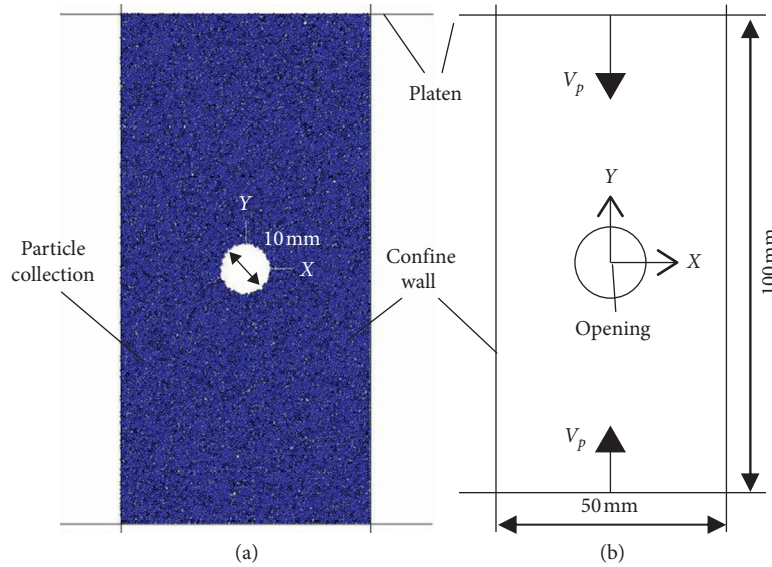 Platen
V_p
Y
10 mm
X
Particle
collection
Confine
wall
Y
X
Opening
100 mm
V_p
50 mm
(a)
(b)